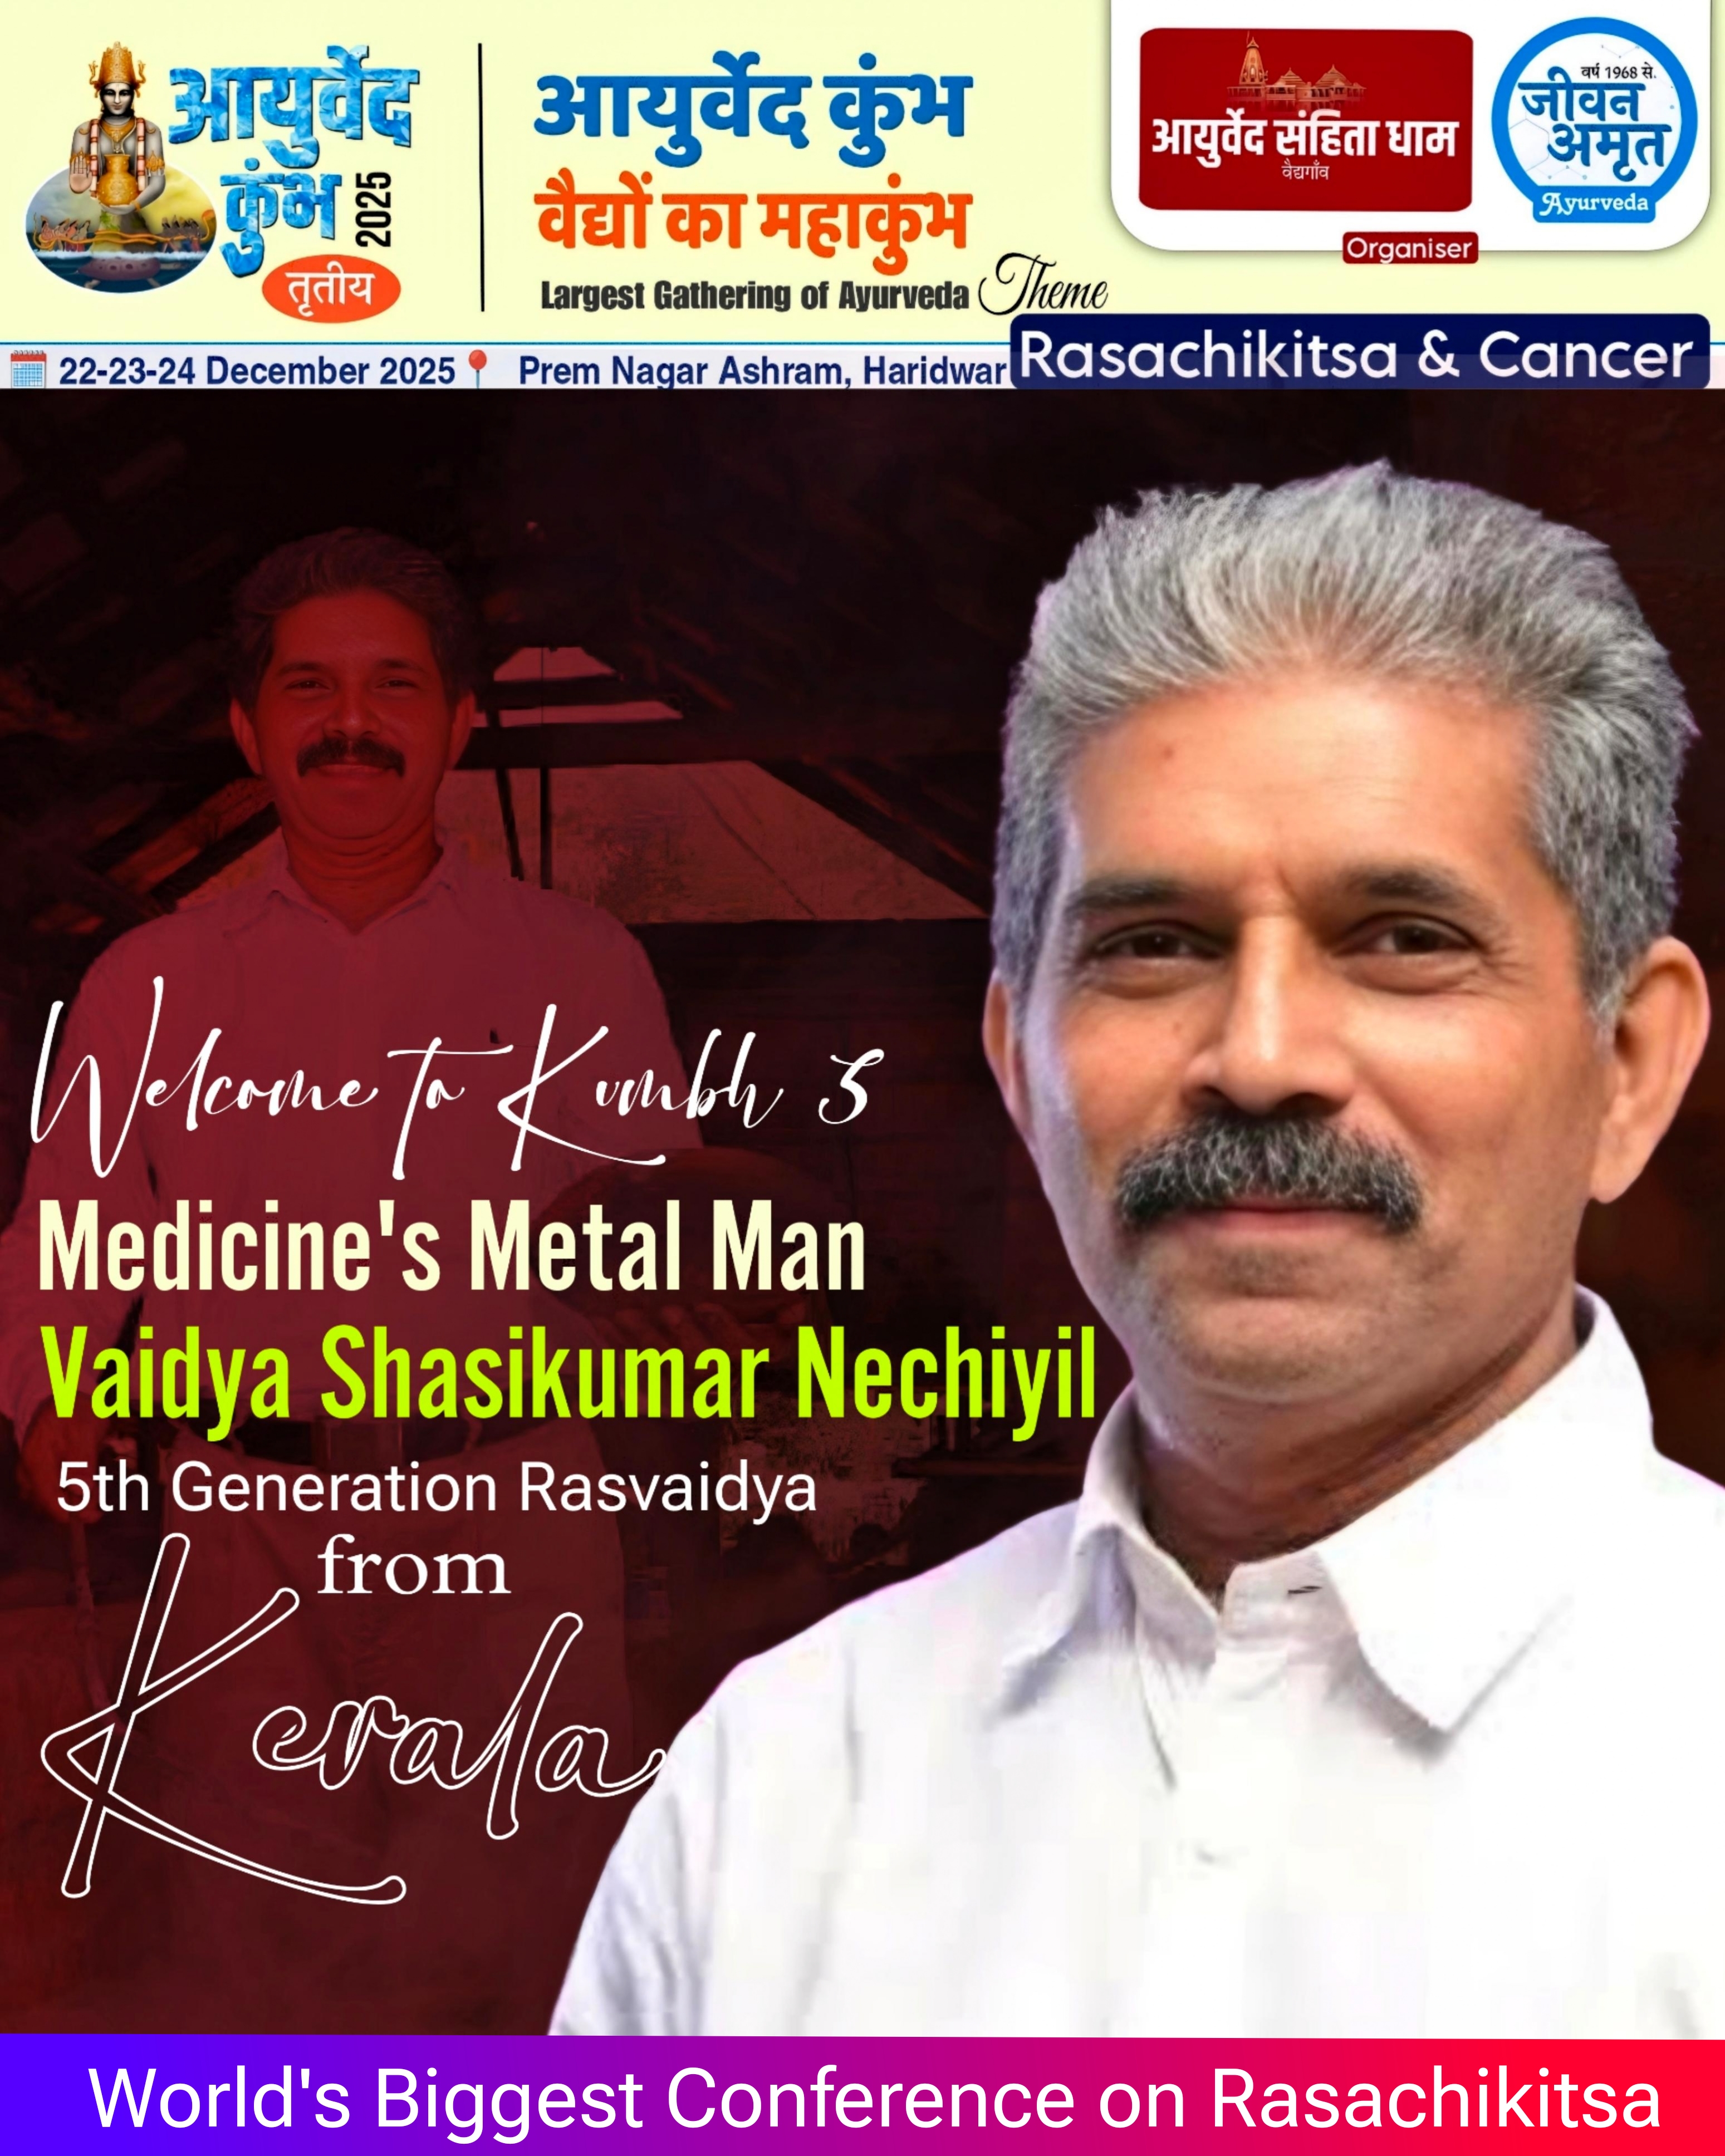 आयुर्वेद
कुंभ
2025
तृतीय
आयुर्वेद कुंभ
वैद्यों का महाकुंभ
Largest Gathering of Ayurveda
Theme
Rasachikitsa & Cancer
आयुर्वेद संहिता धाम
वैद्यगाँव
वर्ष 1968 से.
जीवन
अमृत
Ayurveda
Organiser
22-23-24 December 2025
Prem Nagar Ashram, Haridwar
Welcome to Kumbh 3
Medicine's Metal Man
Vaidya Shasikumar Nechiyil
5th Generation Rasvaidya
from
Kerala
World's Biggest Conference on Rasachikitsa